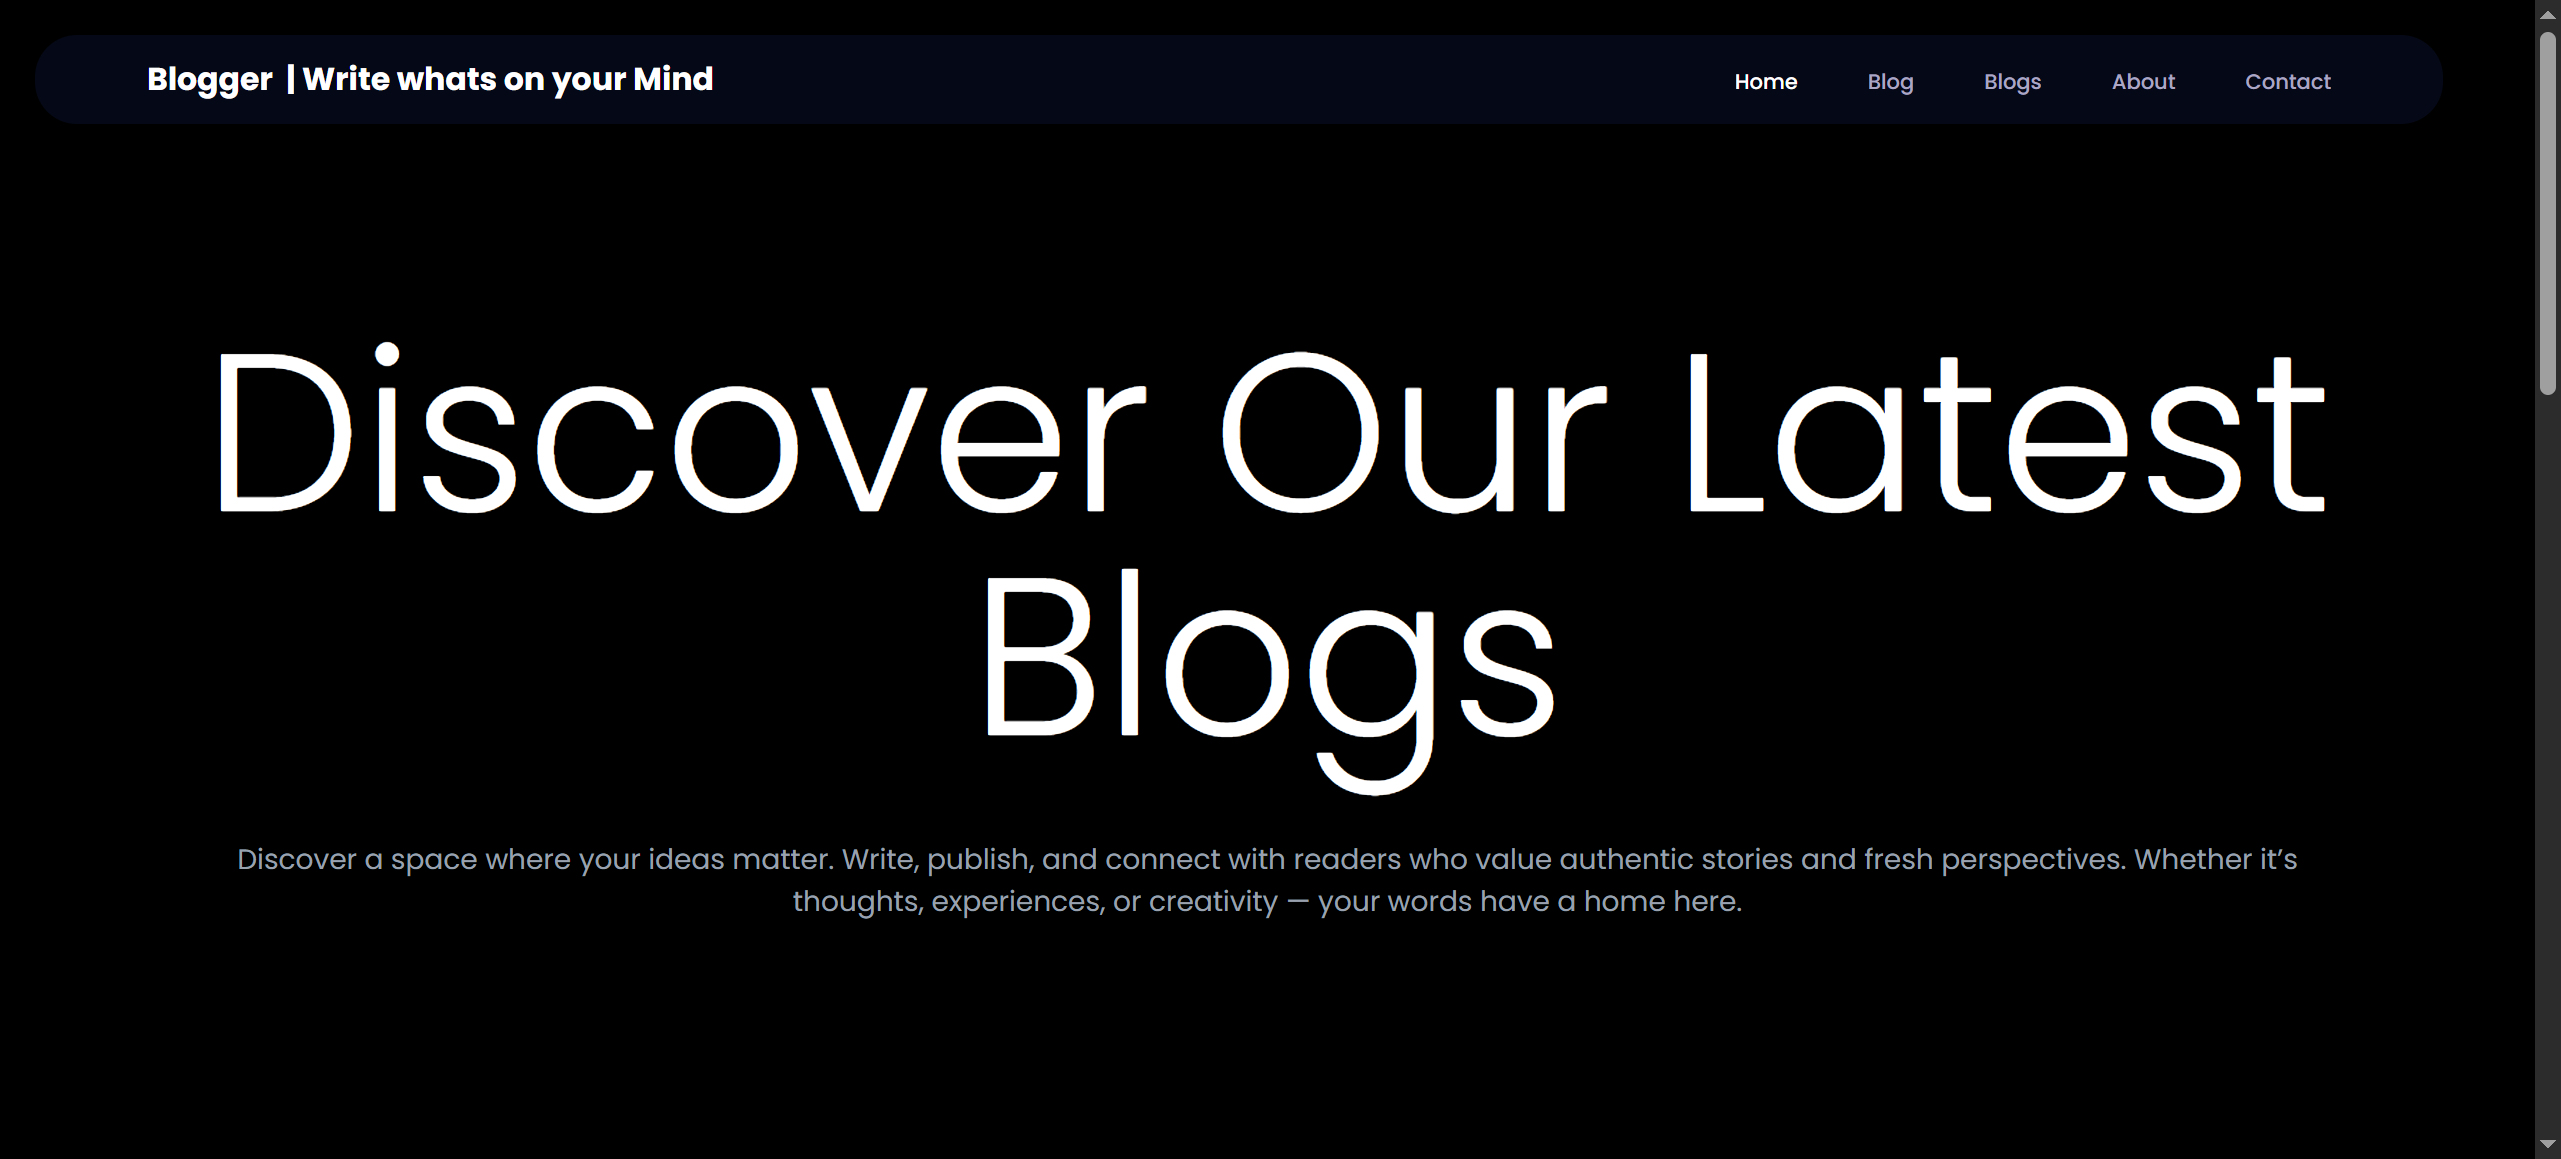 Blogger | Write whats on your Mind
Home Blog Blogs About Contact
Discover Our Latest
Blogs
Discover a space where your ideas matter. Write, publish, and connect with readers who value authentic stories and fresh perspectives. Whether it’s
thoughts, experiences, or creativity — your words have a home here.